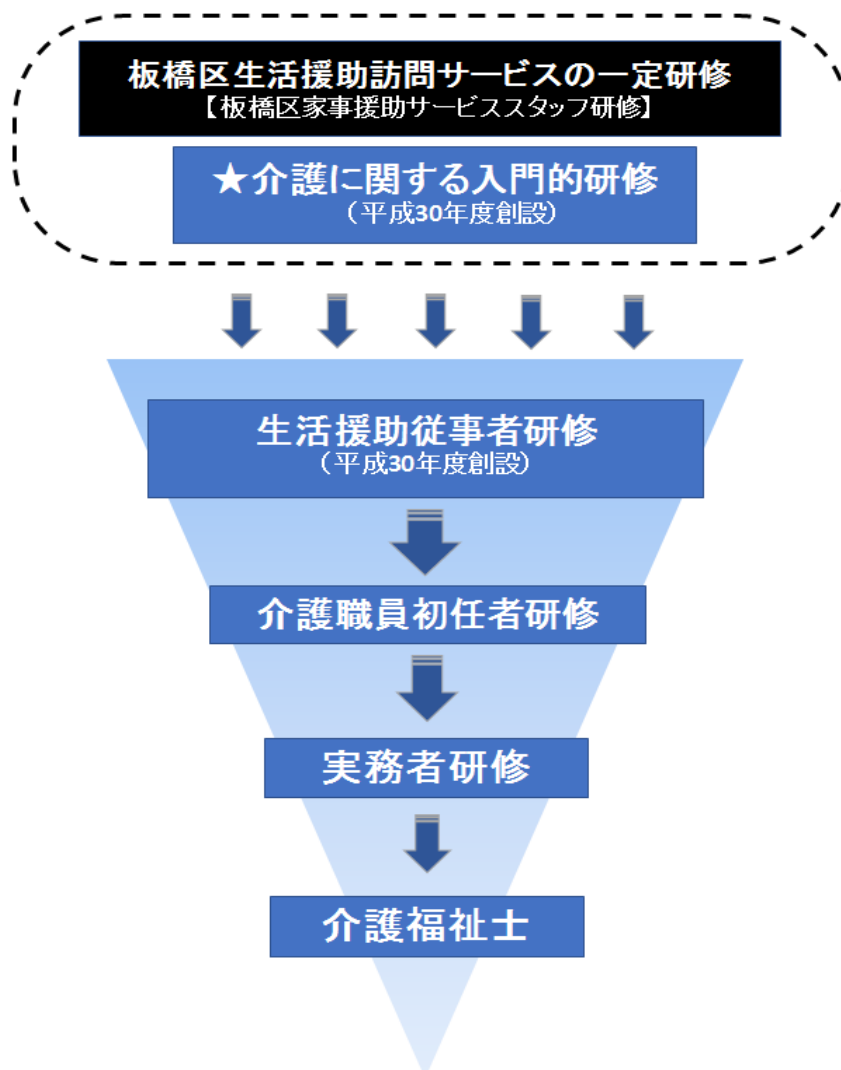 板橋区生活援助訪問サービスの一定研修
【板橋区家事援助サービススタッフ研修】
★介護に関する入門的研修
（平成30年度創設）
生活援助従事者研修
（平成30年度創設）
介護職員初任者研修
実務者研修
介護福祉士